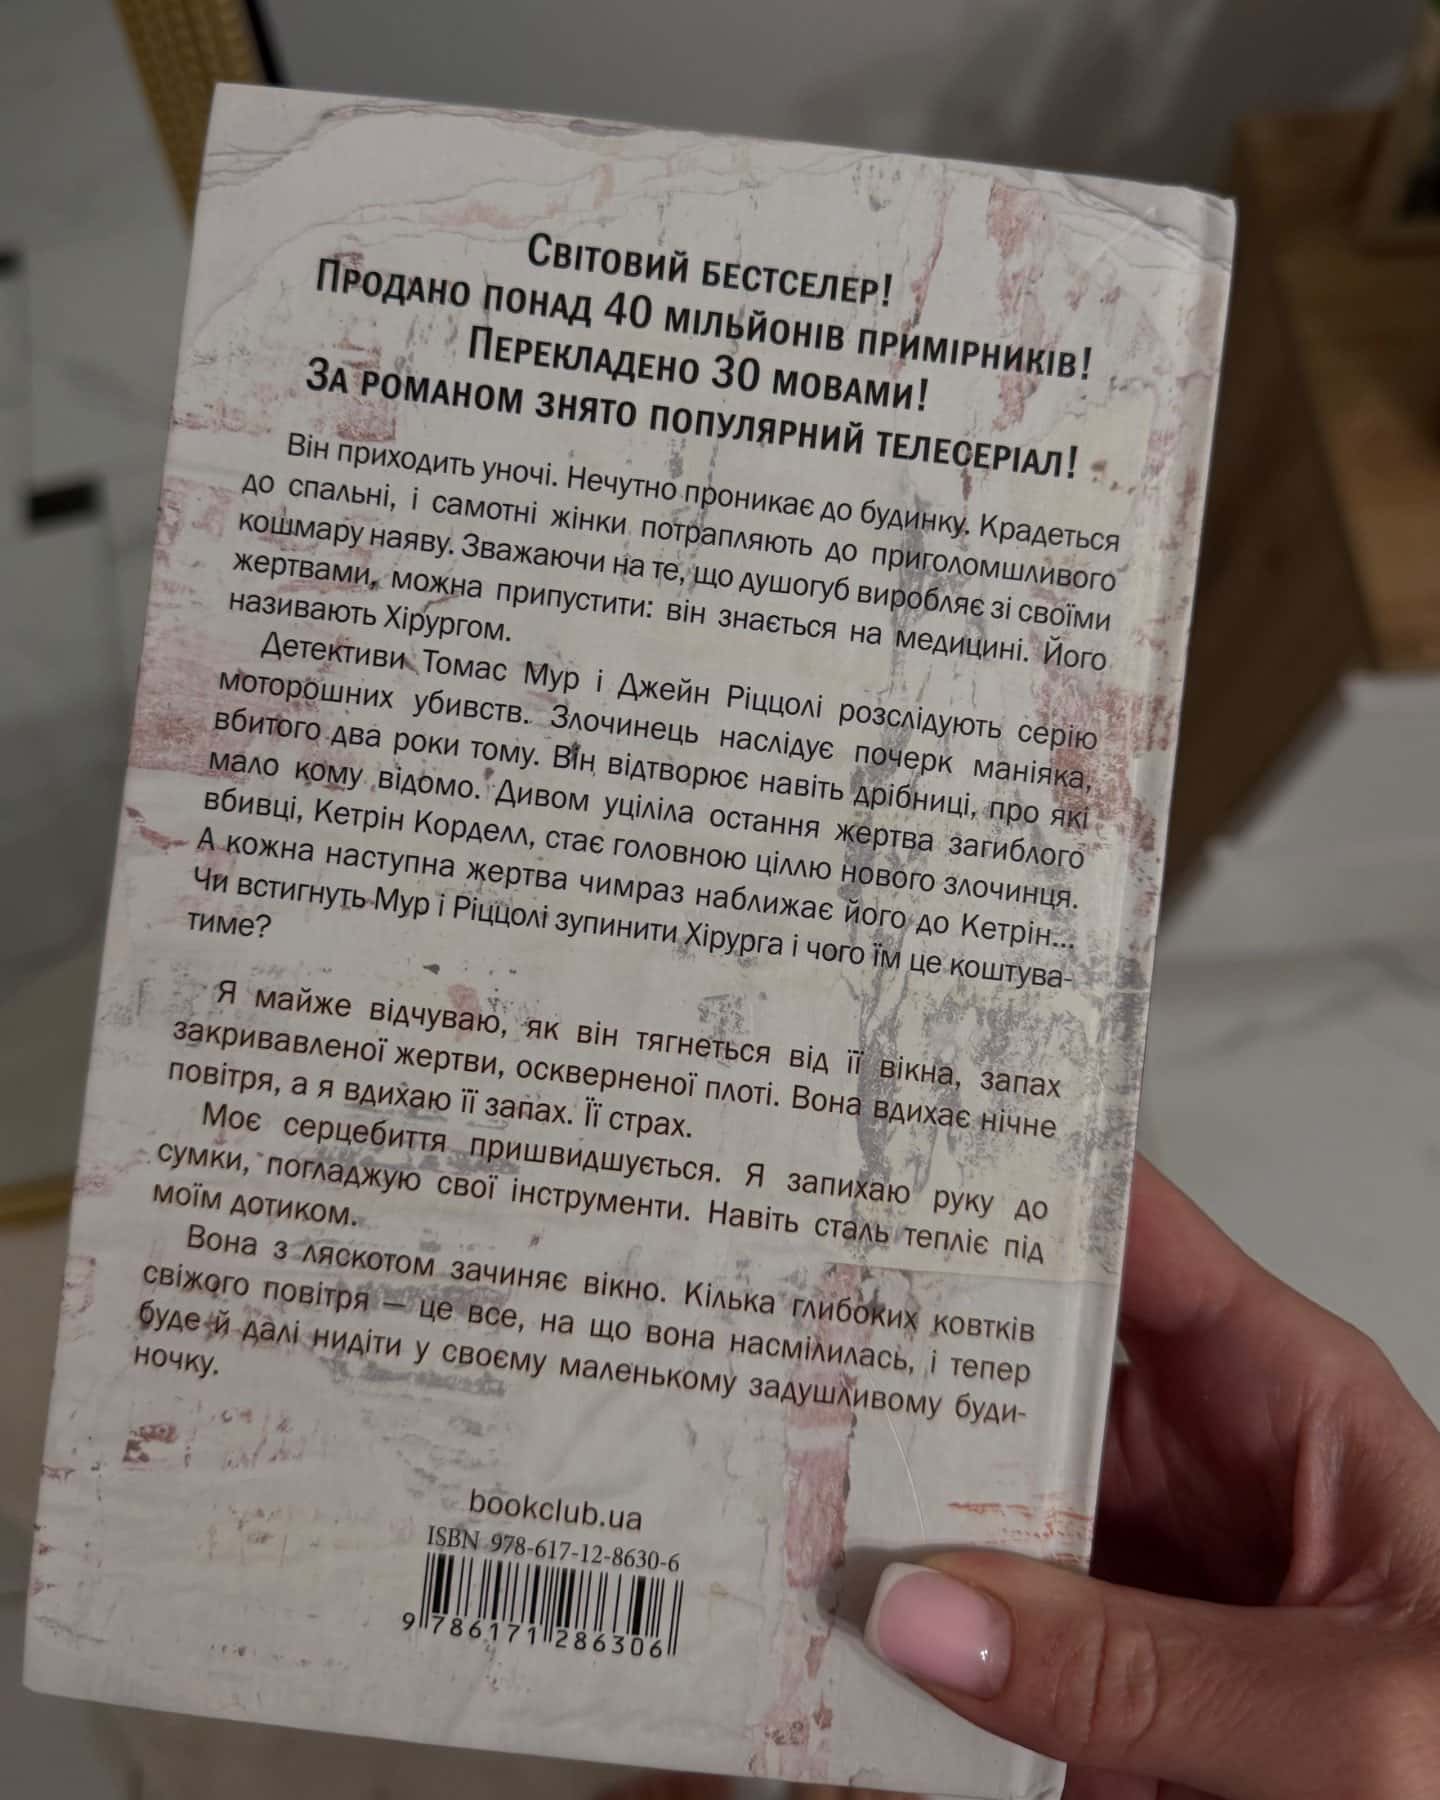 Світовий бестселер!
Продано понад 40 мільйонів примірників!
Перекладено 30 мовами!
За романом знято популярний телесеріал!
Він приходить уночі. Нечутно проникає до будинку. Крадеться
до спальні, і самотні жінки потрапляють до приголомшливого
кошмару наяву. Зважаючи на те, що душогуб виробляє зі своїми
жертвами, можна припустити: він знається на медицині. Його
називають Хірургом.
Детективи Томас Мур і Джейн Ріццолі розслідують серію
моторошних убивств. Злочинець наслідує почерк маніяка,
вбитого два роки тому. Він відтворює навіть дрібниці, про які
мало кому відомо. Дивом уціліла остання жертва загиблого
вбивці, Кетрін Корделл, стає головною ціллю нового злочинця.
А кожна наступна жертва чимраз наближає його до Кетрін...
Чи встигнуть Мур і Ріццолі зупинити Хірурга і чого їм це коштува-
тиме?
Я майже відчуваю, як він тягнеться від її вікна, запах
закривавленої жертви, оскверненої плоті. Вона вдихає нічне
повітря, а я вдихаю її запах. Її страх.
Моє серцебиття пришвидшується. Я запихаю руку до
сумки, погладжую свої інструменти. Навіть сталь тепліє під
моїм дотиком.
Вона з ляскотом зачиняє вікно. Кілька глибоких ковтків
свіжого повітря — це все, на що вона насмілилась, і тепер
буде й далі нидіти у своєму маленькому задушливому буди-
ночку.
bookclub.ua
ISBN 978-617-12-8630-6
9 786171 286306